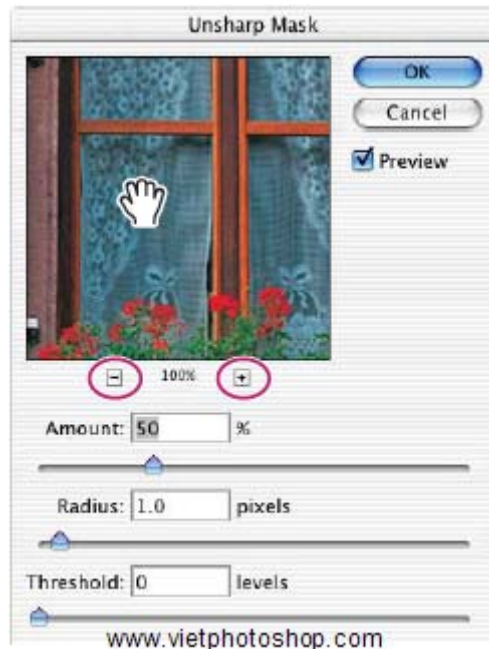 Unsharp Mask
OK
Cancel
Preview
100%
Amount: 50 %
Radius: 1.0 pixels
Threshold: 0 levels
www.vietphotoshop.com